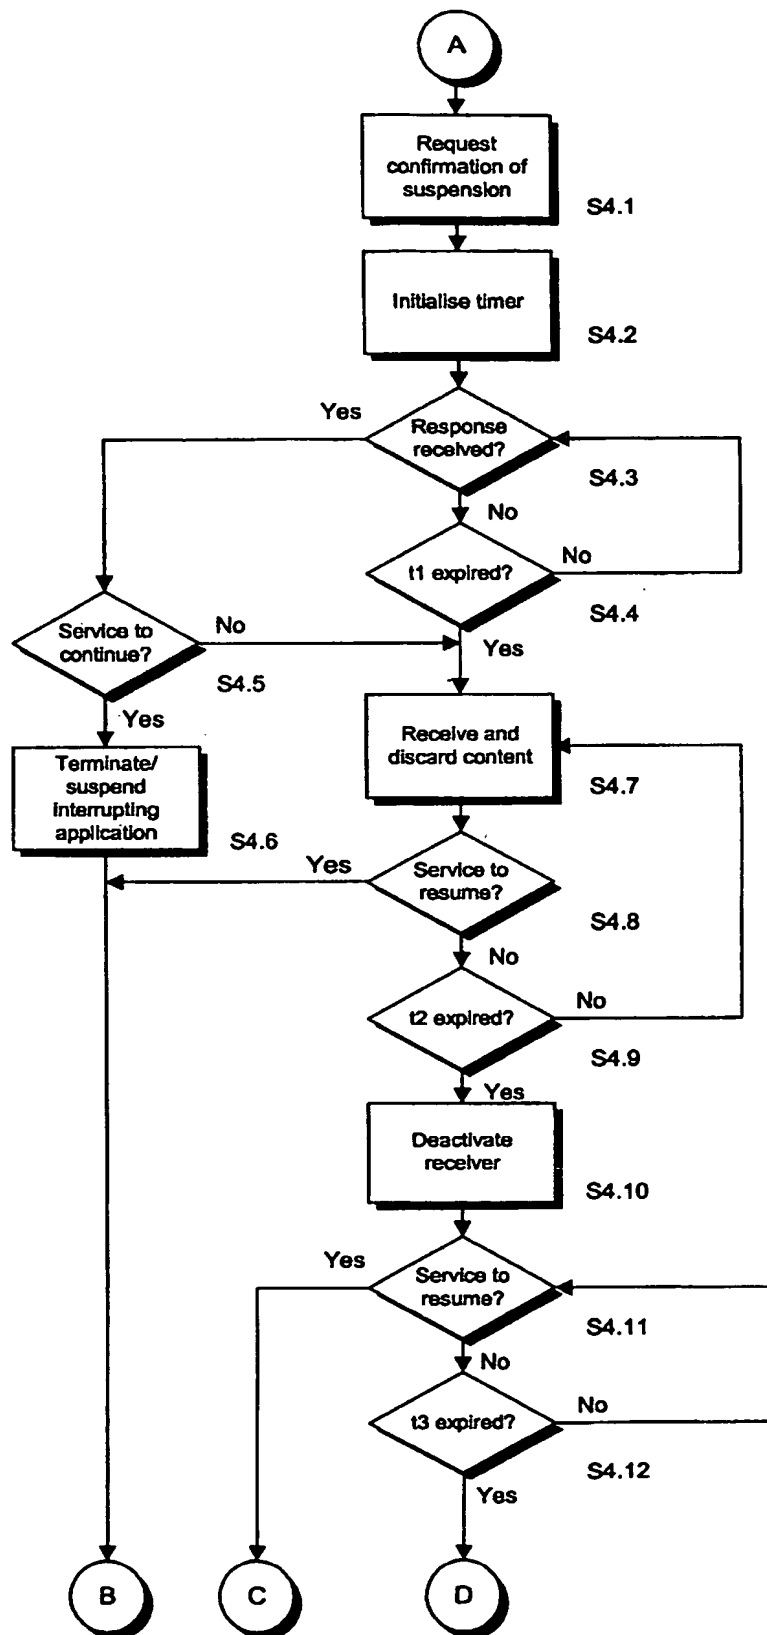 A
Request
confirmation of
suspension
S4.1
Initialise timer
S4.2
Yes
Response
received?
S4.3
No
t1 expired?
No
S4.4
Yes
Service to
continue?
No
S4.5
Yes
Terminate/
suspend
interrupting
application
S4.6
Receive and
discard content
S4.7
Yes
Service to
resume?
S4.8
No
t2 expired?
No
S4.9
Yes
Deactivate
receiver
S4.10
Yes
Service to
resume?
S4.11
No
t3 expired?
No
S4.12
Yes
B
C
D